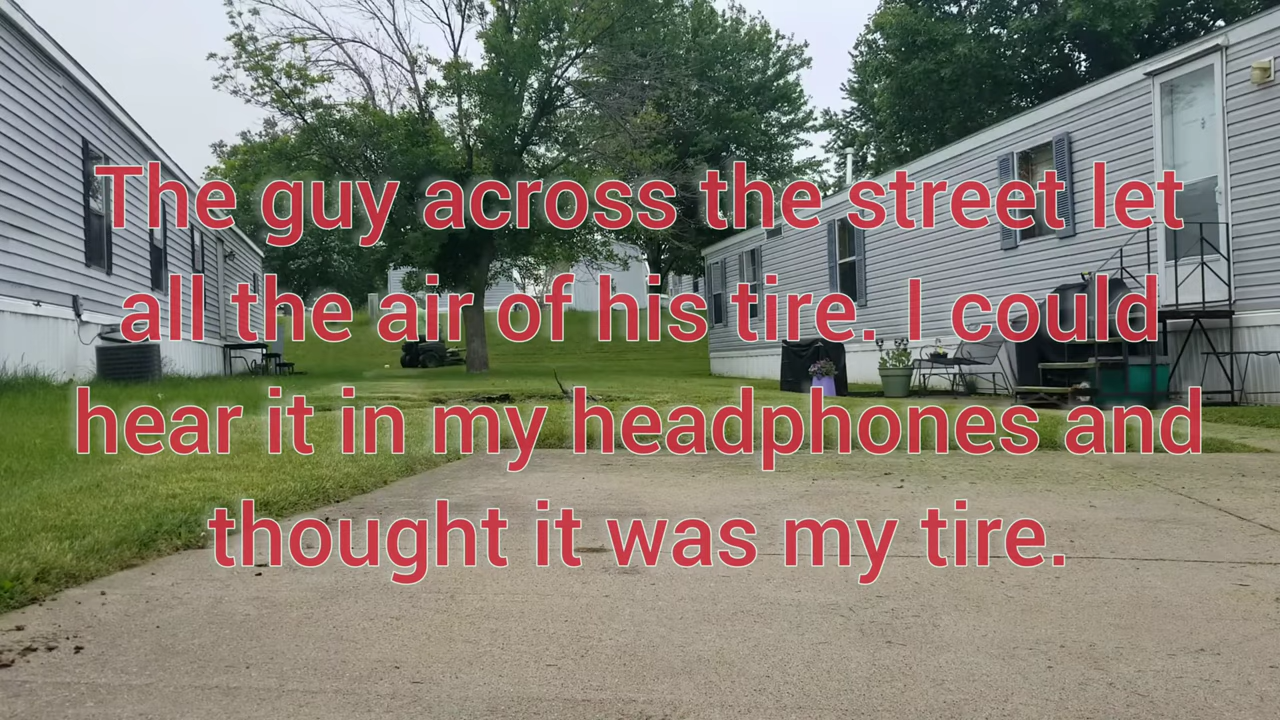 The guy across the street let
all the air of his tire. I could
hear it in my headphones and
thought it was my tire.